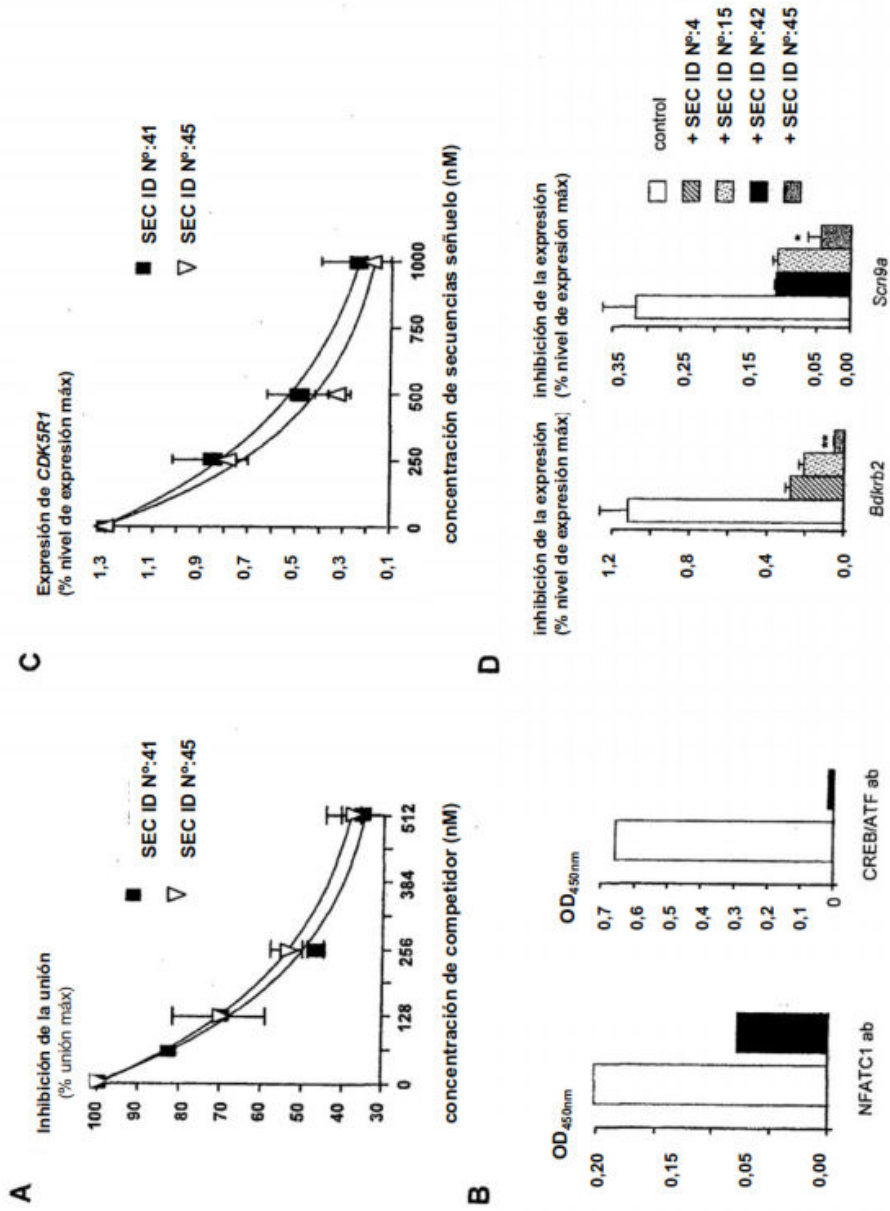 A
Inhibición de la unión
(% unión máx)
100
90
80
70
60
50
40
30
0
128
256
384
512
concentración de competidor (nM)
SEC ID Nº:41
SEC ID Nº:45
B
OD450nm
0,20
0,15
0,05
0,00
NFATC1 ab
OD450nm
0,7
0,6
0,5
0,4
0,3
0,2
0,1
0
CREB/ATF ab
C
Expresión de CDK5R1
(% nivel de expresión máx)
1,3
1,1
0,9
0,7
0,5
0,3
0,1
0
250
500
750
1000
concentración de secuencias señuelo (nM)
SEC ID Nº:41
SEC ID Nº:45
D
inhibición de la expresión
(% nivel de expresión máx)
1,2
0,8
0,4
0,0
**
Bdkrb2
inhibición de la expresión
(% nivel de expresión máx)
0,35
0,25
0,15
0,05
0,00
*
Scn9a
control
+ SEC ID Nº:4
+ SEC ID Nº:15
+ SEC ID Nº:42
+ SEC ID Nº:45